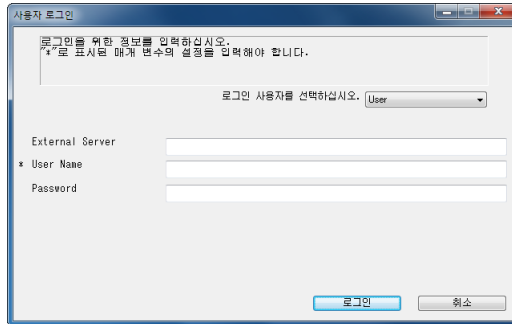 사용자 로그인
로그인을 위한 정보를 입력하십시오.
"*"로 표시된 매개 변수의 설정을 입력해야 합니다.
로그인 사용자를 선택하십시오. User
External Server
* User Name
Password
로그인 취소